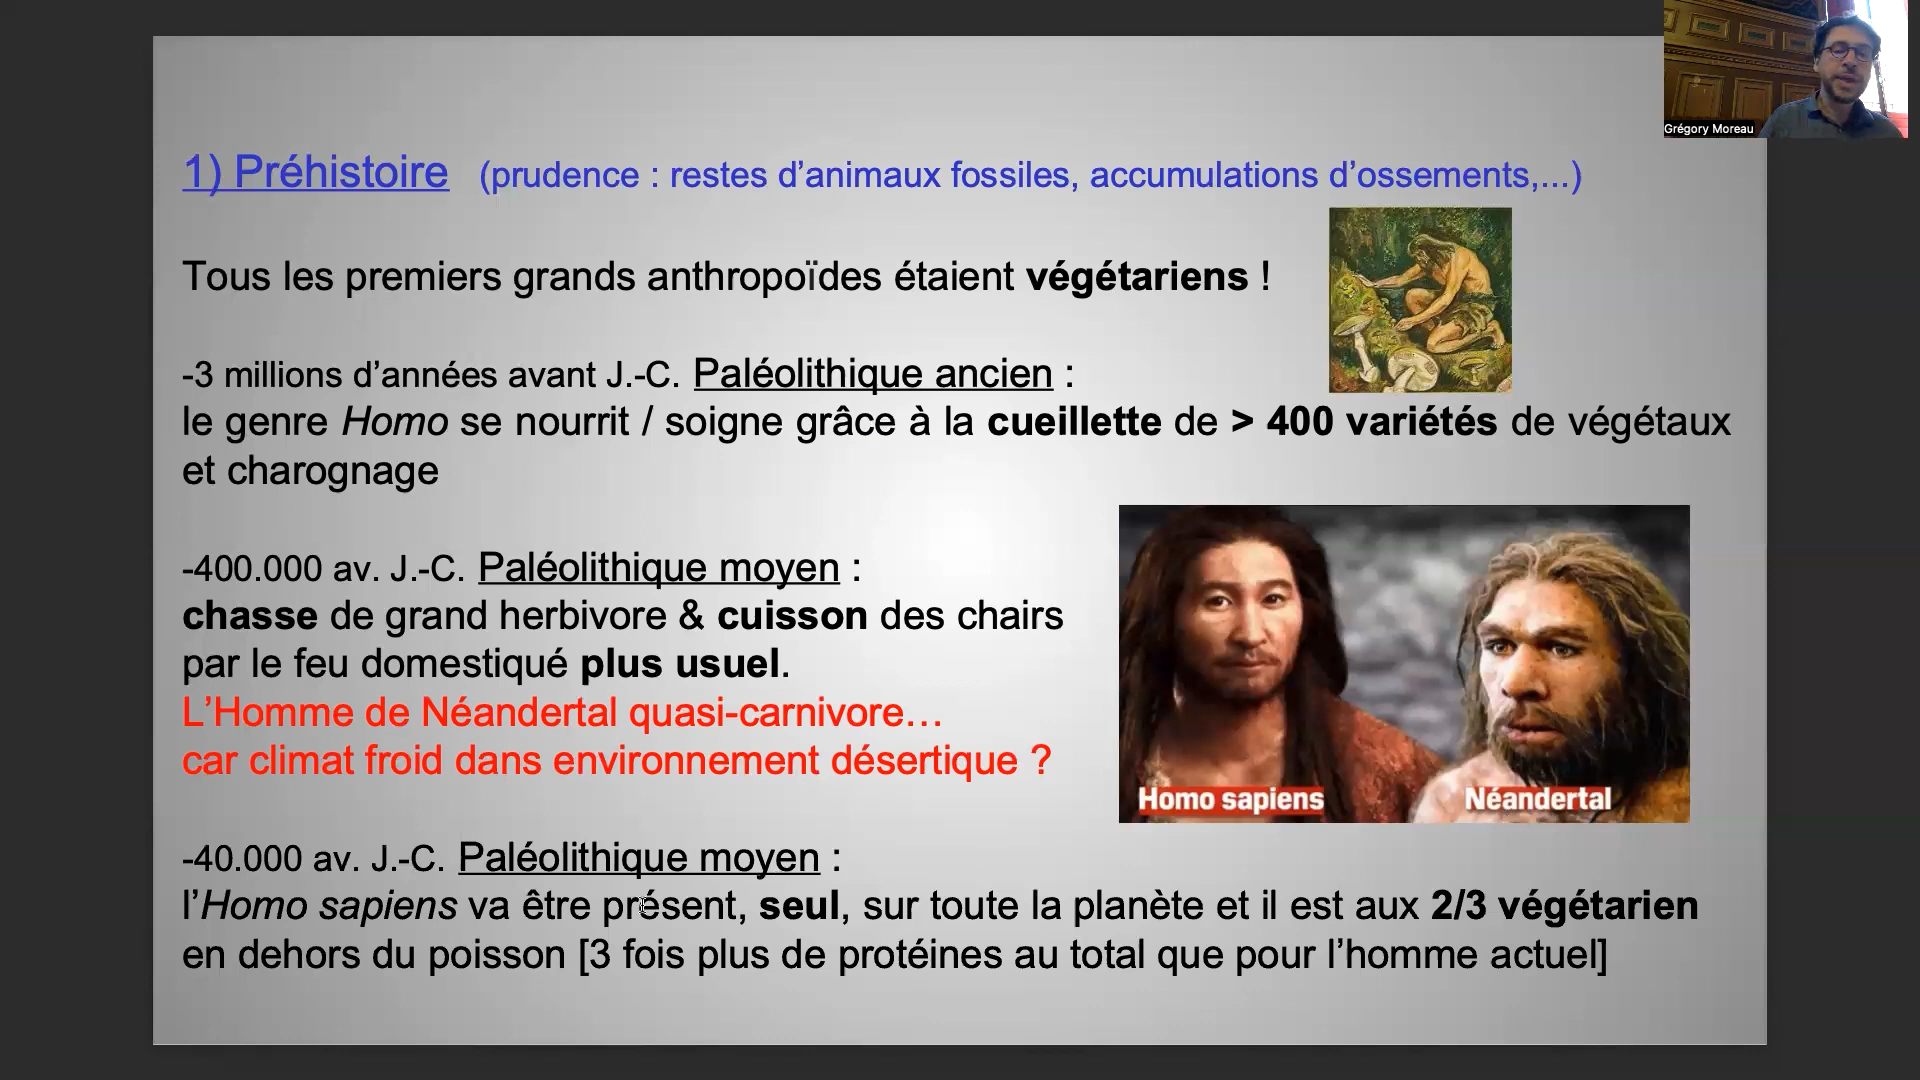 Grégory Moreau
1) Préhistoire (prudence : restes d’animaux fossiles, accumulations d’ossements,...)
Tous les premiers grands anthropoïdes étaient végétariens !
-3 millions d’années avant J.-C. Paléolithique ancien :
le genre Homo se nourrit / soigne grâce à la cueillette de > 400 variétés de végétaux
et charognage
-400.000 av. J.-C. Paléolithique moyen :
chasse de grand herbivore & cuisson des chairs
par le feu domestiqué plus usuel.
L’Homme de Néandertal quasi-carnivore…
car climat froid dans environnement désertique ?
Homo sapiens
Néandertal
-40.000 av. J.-C. Paléolithique moyen :
l’Homo sapiens va être présent, seul, sur toute la planète et il est aux 2/3 végétarien
en dehors du poisson [3 fois plus de protéines au total que pour l’homme actuel]